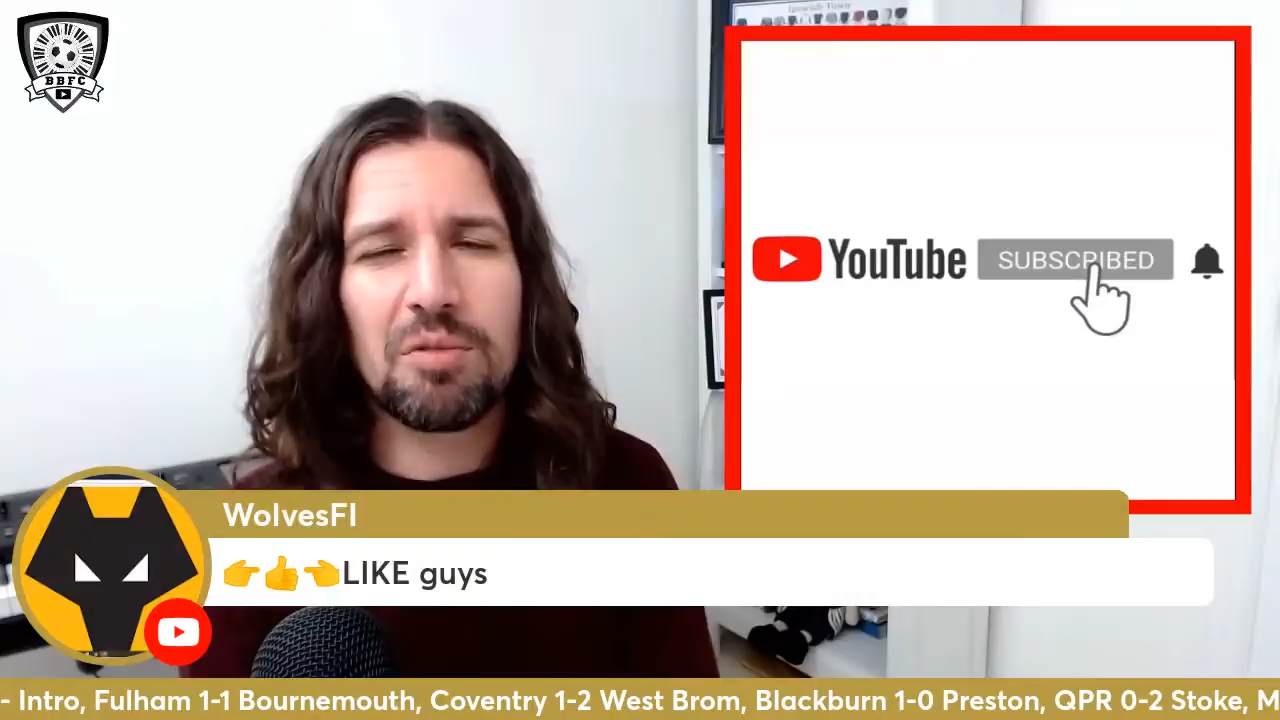 BBFC
YouTube SUBSCRIBED
WolvesFI
👉👍👈LIKE guys
- Intro, Fulham 1-1 Bournemouth, Coventry 1-2 West Brom, Blackburn 1-0 Preston, QPR 0-2 Stoke, M